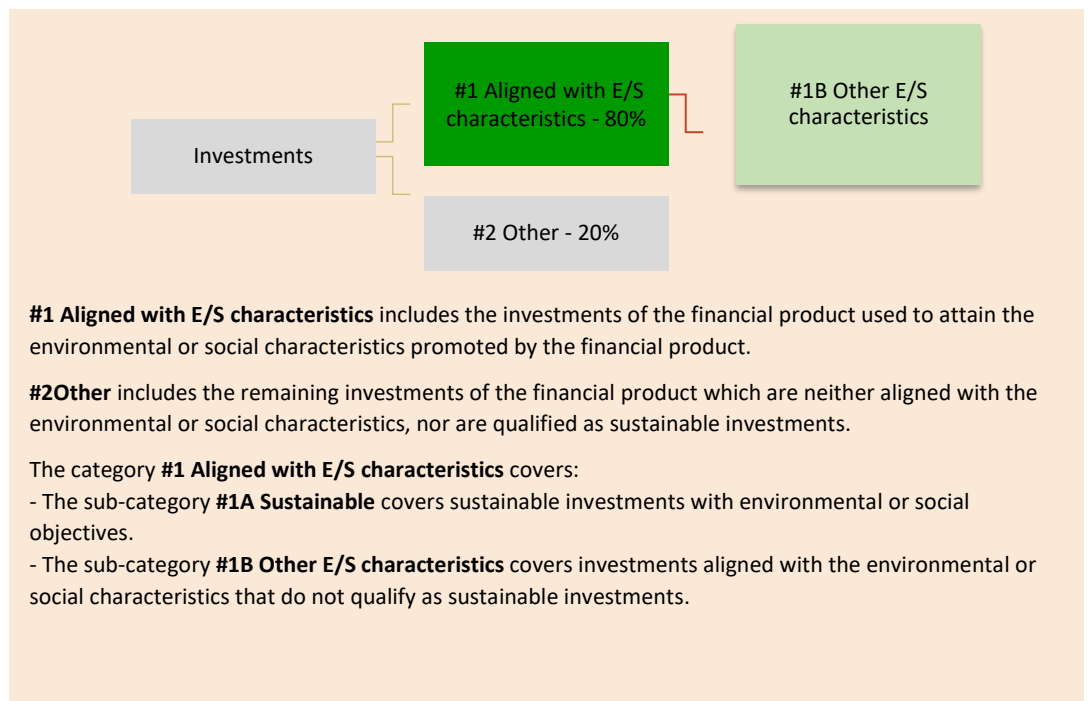 #1 Aligned with E/S
characteristics - 80%
#1B Other E/S
characteristics
Investments
#2 Other - 20%
#1 Aligned with E/S characteristics includes the investments of the financial product used to attain the
environmental or social characteristics promoted by the financial product.
#2Other includes the remaining investments of the financial product which are neither aligned with the
environmental or social characteristics, nor are qualified as sustainable investments.
The category #1 Aligned with E/S characteristics covers:
- The sub-category #1A Sustainable covers sustainable investments with environmental or social
objectives.
- The sub-category #1B Other E/S characteristics covers investments aligned with the environmental or
social characteristics that do not qualify as sustainable investments.